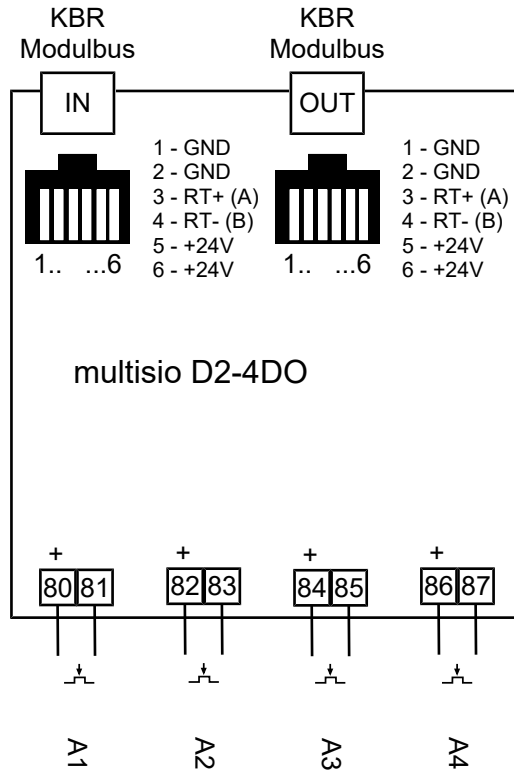 KBR
Modulbus
KBR
Modulbus
IN
OUT
1 - GND
2 - GND
3 - RT+ (A)
4 - RT- (B)
5 - +24V
6 - +24V
1.. ...6
1 - GND
2 - GND
3 - RT+ (A)
4 - RT- (B)
5 - +24V
6 - +24V
1.. ...6
multisio D2-4DO
+ + + +
80 81 82 83 84 85 86 87
A1 A2 A3 A4